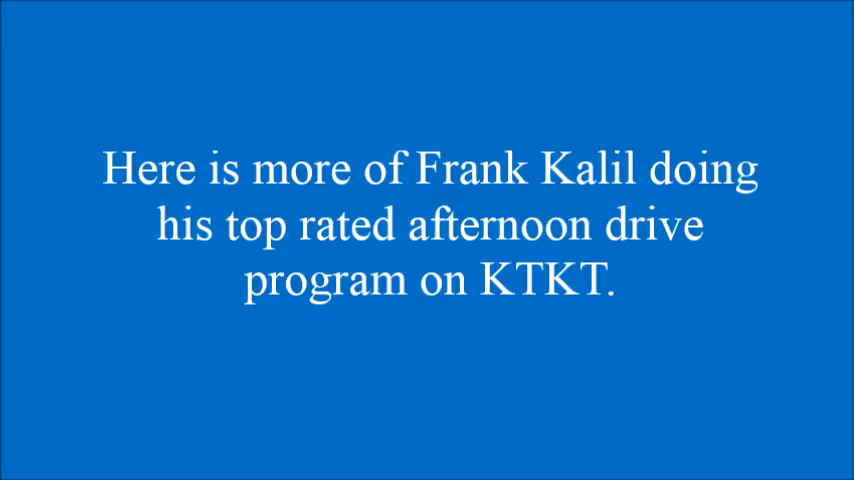 Here is more of Frank Kalil doing
his top rated afternoon drive
program on KTKT.